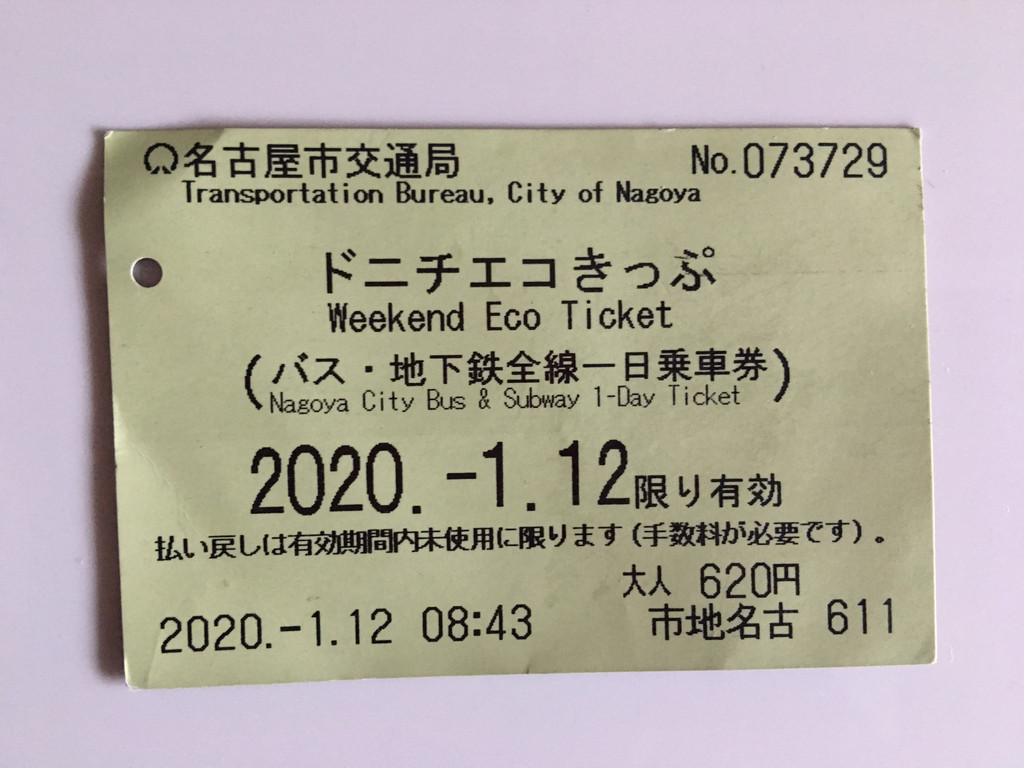 名古屋市交通局 No.073729
Transportation Bureau, City of Nagoya
ドニチエコきっぷ
Weekend Eco Ticket
(バス・地下鉄全線一日乗車券)
Nagoya City Bus & Subway 1-Day Ticket
2020.-1.12限り有効
払い戻しは有効期間内未使用に限ります(手数料が必要です)。
大人 620円
2020.-1.12 08:43 市地名古 611